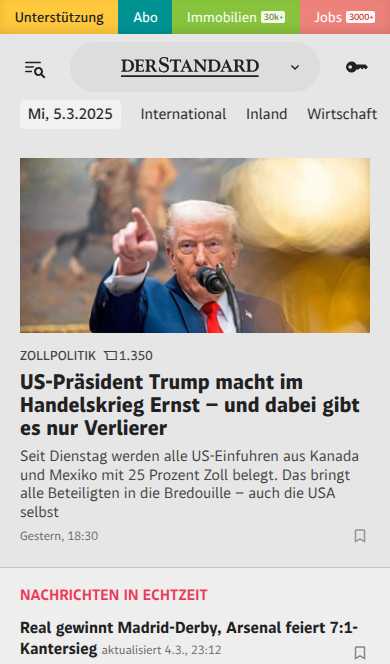 Unterstützung Abo Immobilien 30k+ Jobs 3000+
DERSTANDARD
Mi, 5.3.2025 International Inland Wirtschaft
ZOLLPOLITIK 1.350
US-Präsident Trump macht im
Handelskrieg Ernst – und dabei gibt
es nur Verlierer
Seit Dienstag werden alle US-Einfuhren aus Kanada
und Mexiko mit 25 Prozent Zoll belegt. Das bringt
alle Beteiligten in die Bredouille – auch die USA
selbst
Gestern, 18:30
NACHRICHTEN IN ECHTZEIT
Real gewinnt Madrid-Derby, Arsenal feiert 7:1-
Kantersieg aktualisiert 4.3., 23:12